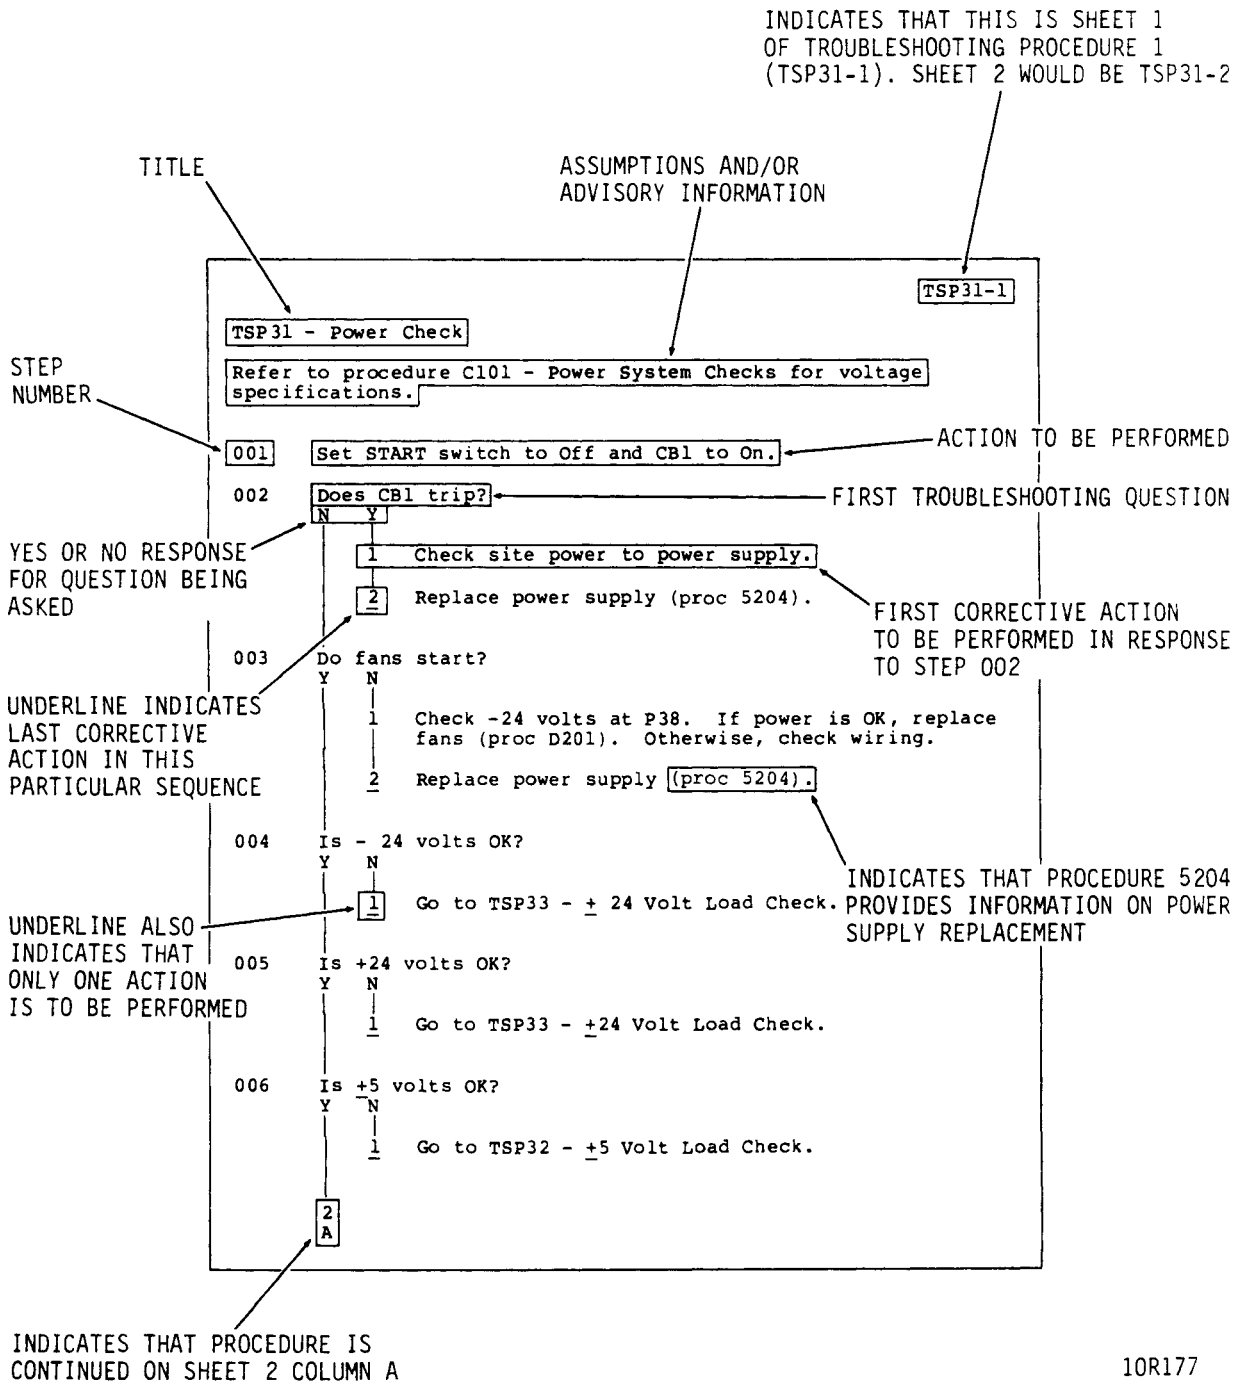 INDICATES THAT THIS IS SHEET 1
OF TROUBLESHOOTING PROCEDURE 1
(TSP31-1). SHEET 2 WOULD BE TSP31-2
TITLE
ASSUMPTIONS AND/OR
ADVISORY INFORMATION
TSP31-1
TSP31 - Power Check
STEP
NUMBER
Refer to procedure C101 - Power System Checks for voltage
specifications.
001 Set START switch to Off and CB1 to On.
ACTION TO BE PERFORMED
002 Does CB1 trip?
FIRST TROUBLESHOOTING QUESTION
N Y
YES OR NO RESPONSE
FOR QUESTION BEING
ASKED
1 Check site power to power supply.
2 Replace power supply (proc 5204).
FIRST CORRECTIVE ACTION
TO BE PERFORMED IN RESPONSE
TO STEP 002
003 Do fans start?
Y N
UNDERLINE INDICATES
LAST CORRECTIVE
ACTION IN THIS
PARTICULAR SEQUENCE
1 Check -24 volts at P38. If power is OK, replace
fans (proc D201). Otherwise, check wiring.
2 Replace power supply (proc 5204).
004 Is - 24 volts OK?
Y N
1 Go to TSP33 - ± 24 Volt Load Check.
INDICATES THAT PROCEDURE 5204
PROVIDES INFORMATION ON POWER
SUPPLY REPLACEMENT
UNDERLINE ALSO
INDICATES THAT
ONLY ONE ACTION
IS TO BE PERFORMED
005 Is +24 volts OK?
Y N
1 Go to TSP33 - ±24 Volt Load Check.
006 Is ±5 volts OK?
Y N
1 Go to TSP32 - ±5 Volt Load Check.
2
A
INDICATES THAT PROCEDURE IS
CONTINUED ON SHEET 2 COLUMN A
10R177